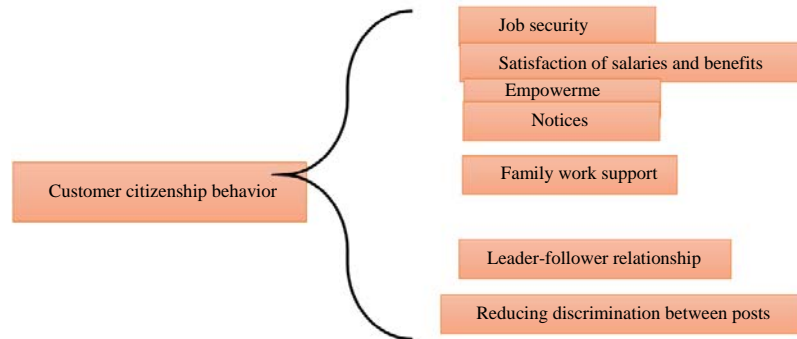 Job security
Satisfaction of salaries and benefits
Empowerme
Notices
Customer citizenship behavior
Family work support
Leader-follower relationship
Reducing discrimination between posts